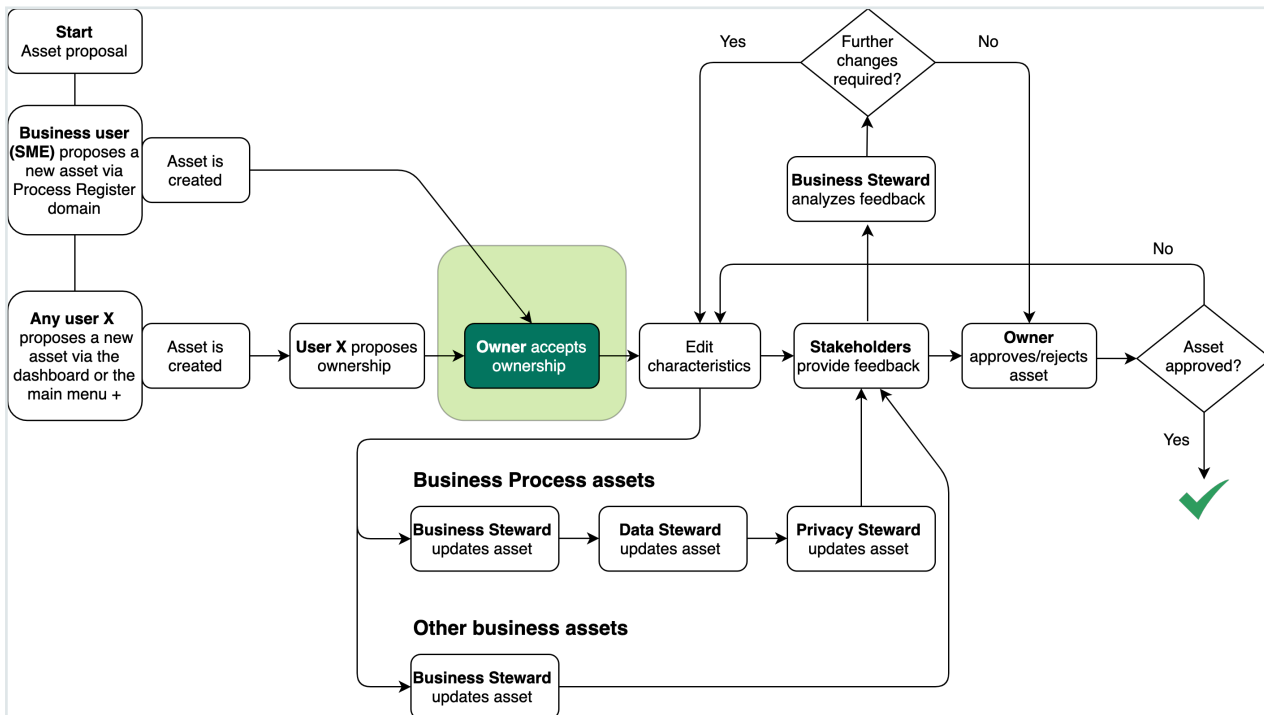 Start
Asset proposal
Business user
(SME) proposes a
new asset via
Process Register
domain
Asset is
created
Any user X
proposes a new
asset via the
dashboard or the
main menu +
Asset is
created
User X proposes
ownership
Owner accepts
ownership
Edit
characteristics
Stakeholders
provide feedback
Business Steward
analyzes feedback
Further
changes
required?
Yes
No
Owner
approves/rejects
asset
Asset
approved?
No
Yes
Business Process assets
Business Steward
updates asset
Data Steward
updates asset
Privacy Steward
updates asset
Other business assets
Business Steward
updates asset